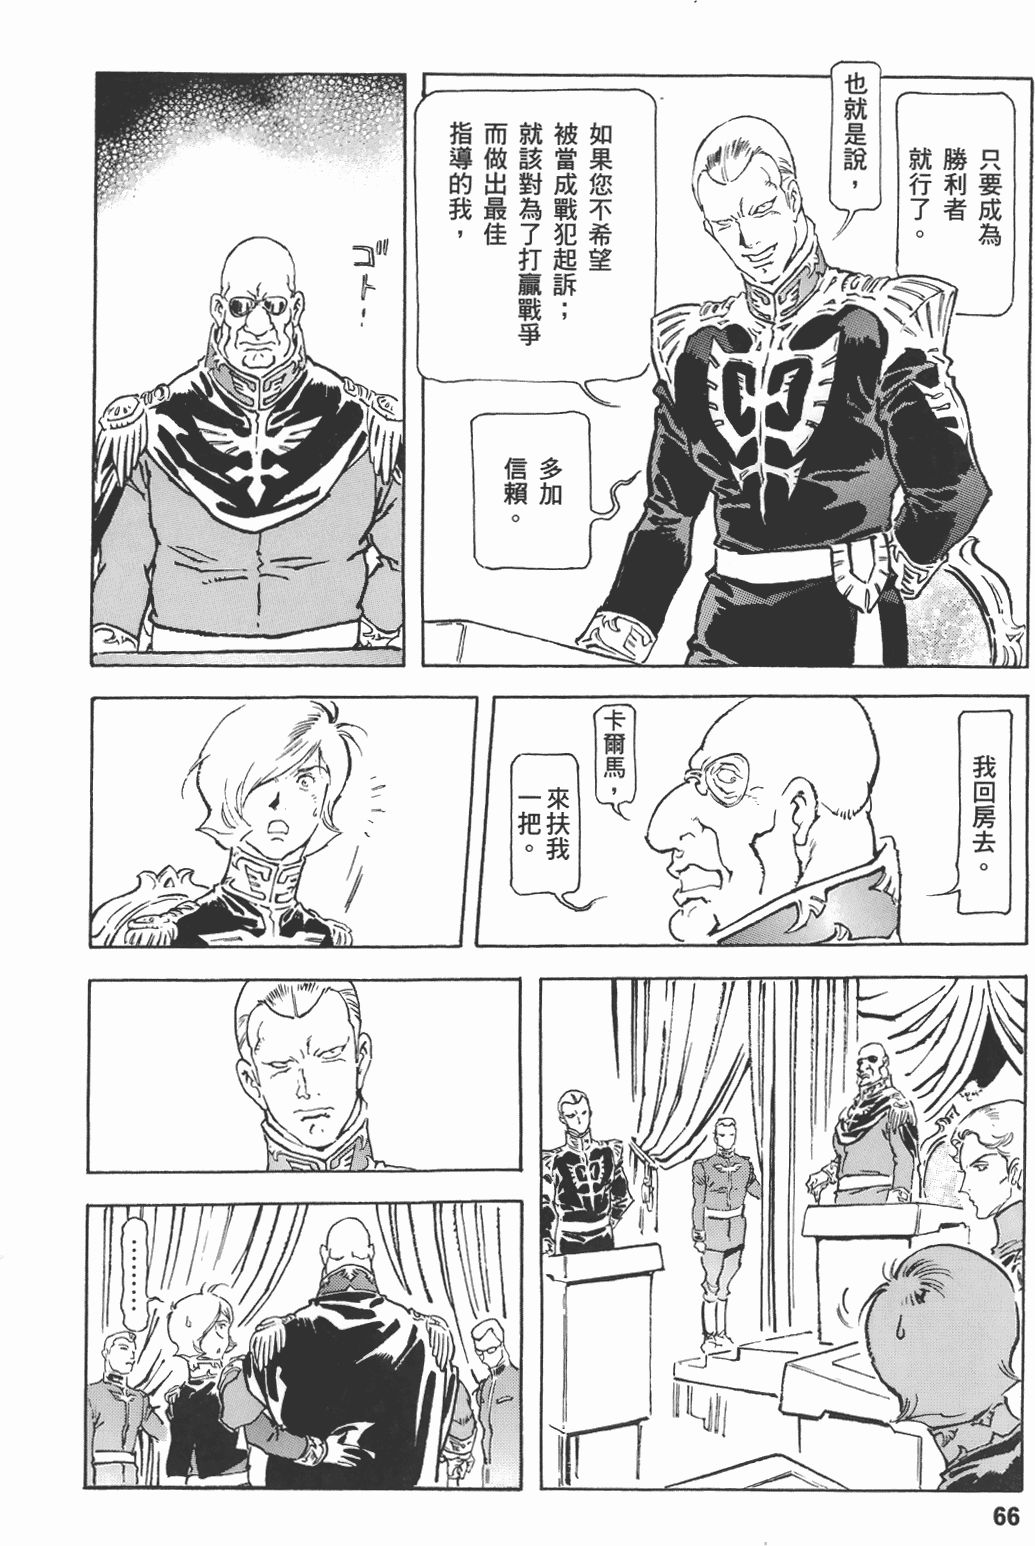 只要成為
勝利者
就行了。
也就是說，
如果您不希望
被當成戰犯起訴；
就該對為了打贏戰爭
而做出最佳
指導的我，
多加
信賴。
ゴト…
我回房去。
卡爾馬，
來扶我
一把。
………
66